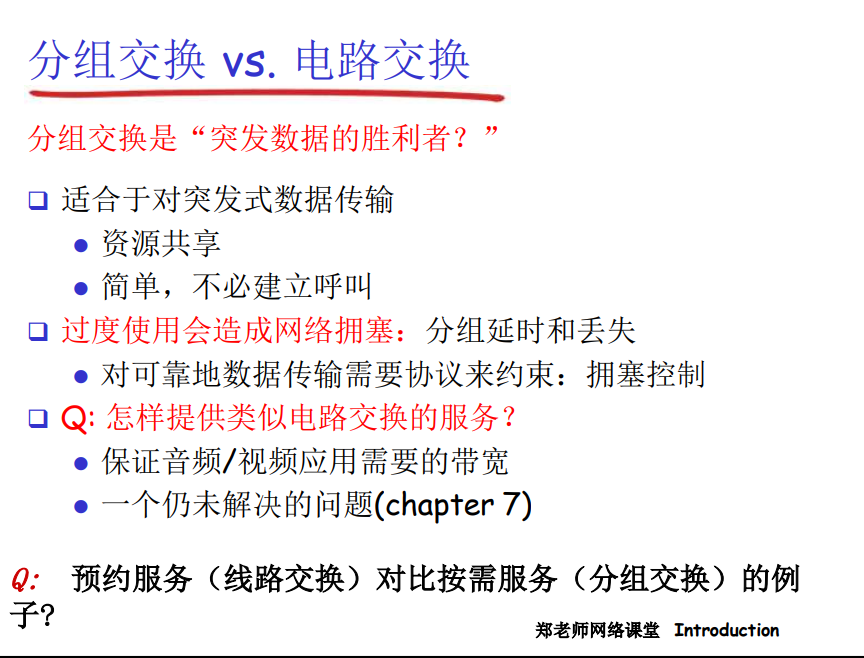 分组交换 vs. 电路交换
分组交换是“突发数据的胜利者？”
适合于对突发式数据传输
资源共享
简单，不必建立呼叫
过度使用会造成网络拥塞：分组延时和丢失
对可靠地数据传输需要协议来约束：拥塞控制
Q: 怎样提供类似电路交换的服务？
保证音频/视频应用需要的带宽
一个仍未解决的问题(chapter 7)
Q: 预约服务（线路交换）对比按需服务（分组交换）的例
子?
郑老师网络课堂 Introduction